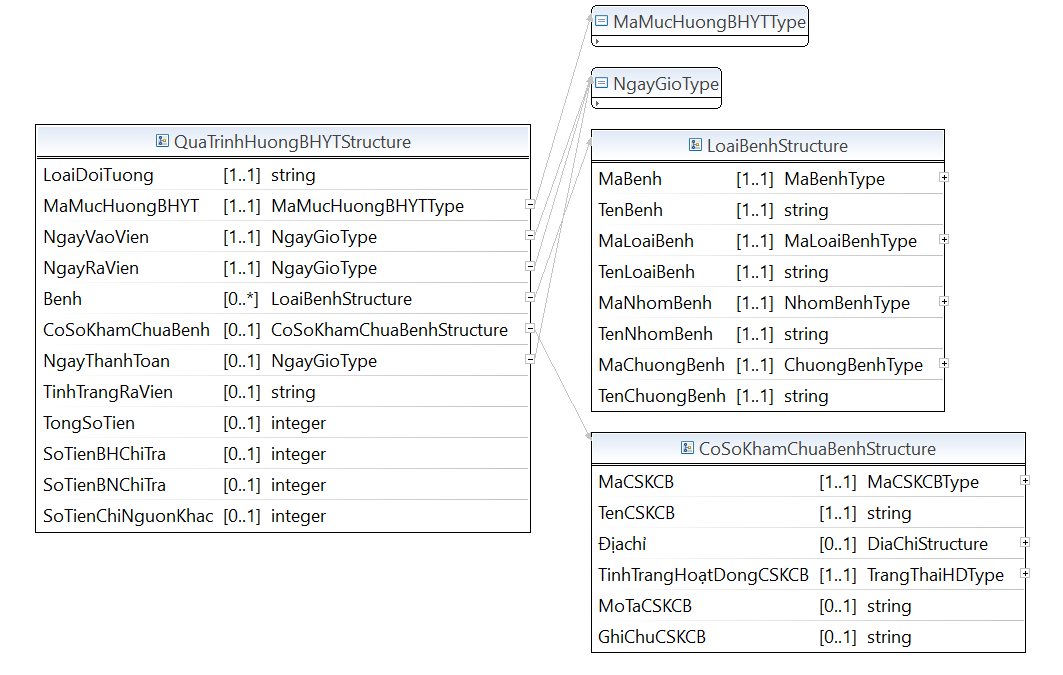 MaMucHuongBHYTType
NgayGioType
QuaTrinhHuongBHYTStructure
LoaiDoiTuong [1..1] string
MaMucHuongBHYT [1..1] MaMucHuongBHYTType
NgayVaoVien [1..1] NgayGioType
NgayRaVien [1..1] NgayGioType
Benh [0..*] LoaiBenhStructure
CoSoKhamChuaBenh [0..1] CoSoKhamChuaBenhStructure
NgayThanhToan [0..1] NgayGioType
TinhTrangRaVien [0..1] string
TongSoTien [0..1] integer
SoTienBHChiTra [0..1] integer
SoTienBNChiTra [0..1] integer
SoTienChiNguonKhac [0..1] integer
LoaiBenhStructure
MaBenh [1..1] MaBenhType
TenBenh [1..1] string
MaLoaiBenh [1..1] MaLoaiBenhType
TenLoaiBenh [1..1] string
MaNhomBenh [1..1] NhomBenhType
TenNhomBenh [1..1] string
MaChuongBenh [1..1] ChuongBenhType
TenChuongBenh [1..1] string
CoSoKhamChuaBenhStructure
MaCSKCB [1..1] MaCSKCBType
TenCSKCB [1..1] string
Địachỉ [0..1] DiaChiStructure
TinhTrangHoạtDongCSKCB [1..1] TrangThaiHDType
MoTaCSKCB [0..1] string
GhiChuCSKCB [0..1] string